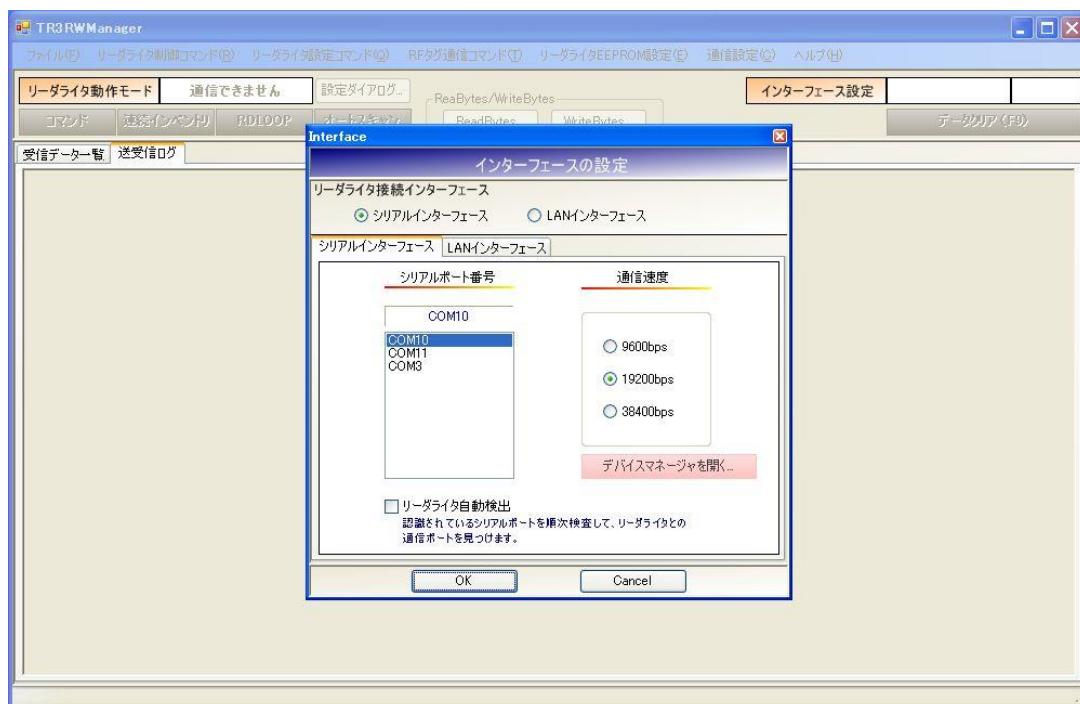 TR3RWManager
ファイル(F) リーダライタ制御コマンド(R) リーダライタ設定コマンド(Q) RFタグ通信コマンド(T) リーダライタEEPROM設定(E) 通信設定(C) ヘルプ(H)
リーダライタ動作モード 通信できません 設定ダイアログ... ReaBytes/WriteBytes インターフェース設定
コマンド 連続インベントリ RDLOOP オートスキャン ReadBytes WriteBytes データクリア (F9)
受信データ一覧 送受信ログ
Interface
インターフェースの設定
リーダライタ接続インターフェース
シリアルインターフェース LANインターフェース
シリアルインターフェース LANインターフェース
シリアルポート番号 通信速度
COM10
COM10
COM11
COM3
9600bps
19200bps
38400bps
デバイスマネージャを開く...
リーダライタ自動検出
認識されているシリアルポートを順次検査して、リーダライタとの
通信ポートを見つけます。
OK Cancel